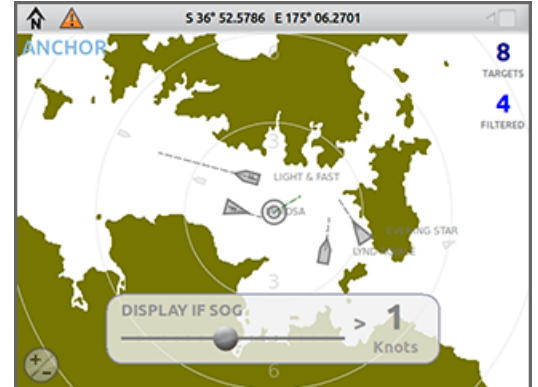 N
S 36° 52.5786 E 175° 06.2701
ANCHOR
8
TARGETS
4
FILTERED
6
3
LIGHT & FAST
EVENING STAR
3
DISPLAY IF SOG
> 1
Knots
6